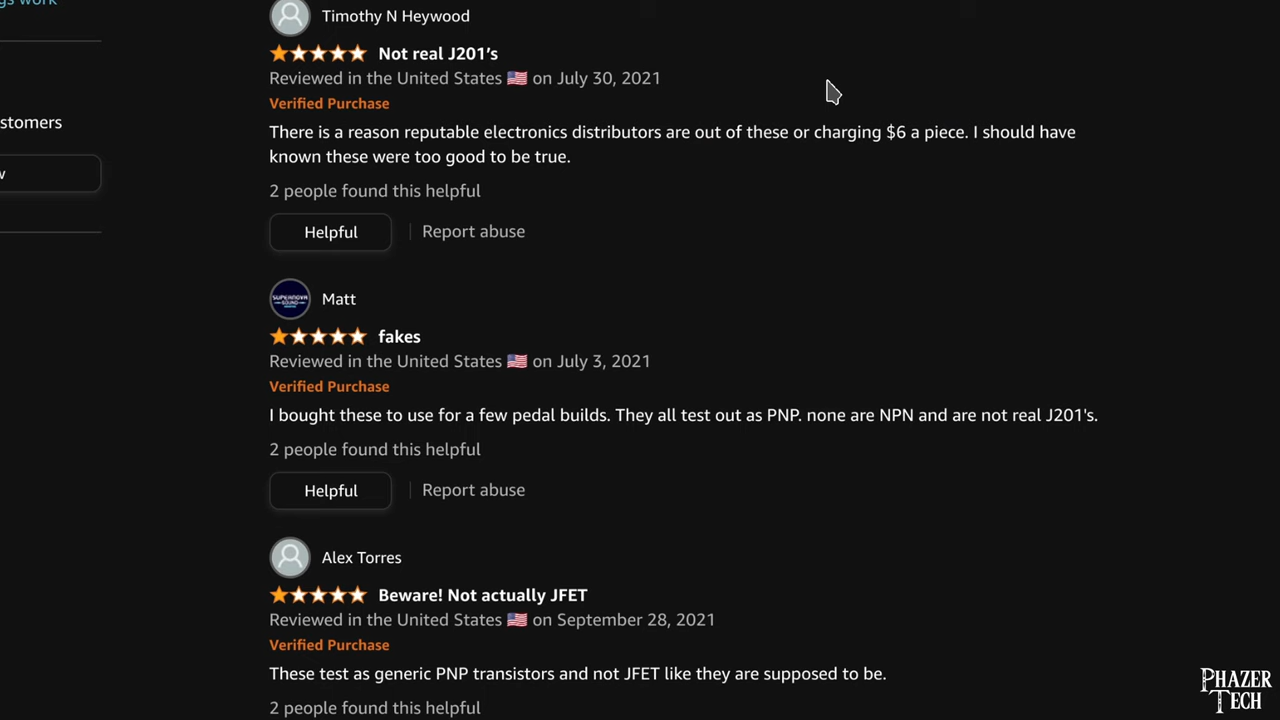 gs work
Timothy N Heywood
Not real J201’s
Reviewed in the United States 🇺🇸 on July 30, 2021
Verified Purchase
stomers
There is a reason reputable electronics distributors are out of these or charging $6 a piece. I should have
known these were too good to be true.
w
2 people found this helpful
Helpful
Report abuse
SUPERNOVA
SOUND
Matt
fakes
Reviewed in the United States 🇺🇸 on July 3, 2021
Verified Purchase
I bought these to use for a few pedal builds. They all test out as PNP. none are NPN and are not real J201's.
2 people found this helpful
Helpful
Report abuse
Alex Torres
Beware! Not actually JFET
Reviewed in the United States 🇺🇸 on September 28, 2021
Verified Purchase
These test as generic PNP transistors and not JFET like they are supposed to be.
2 people found this helpful
PHAZER
TECH